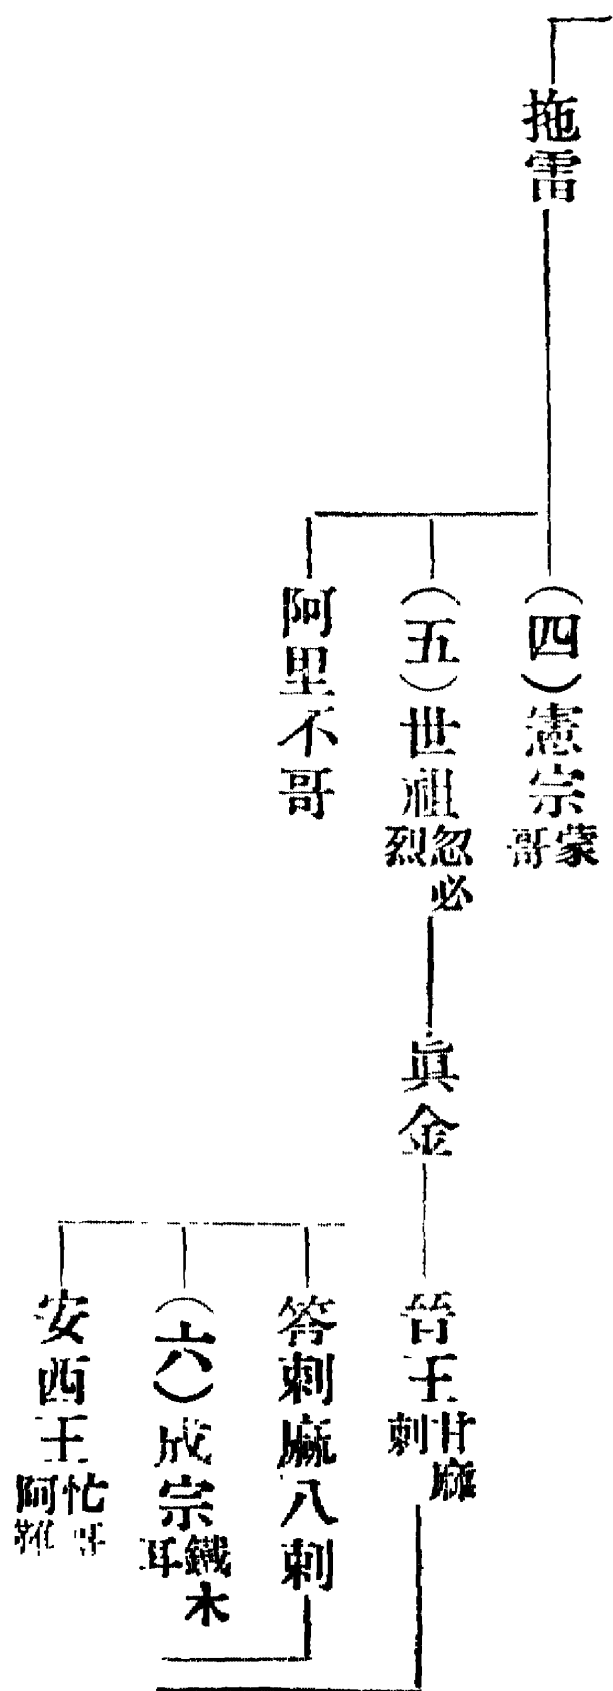 拖雷
(四)憲宗蒙哥
(五)世祖忽必烈
阿里不哥
眞金
晉王甘麻剌
答剌麻八剌
(六)成宗鐵木耳
安西王忙哥阿